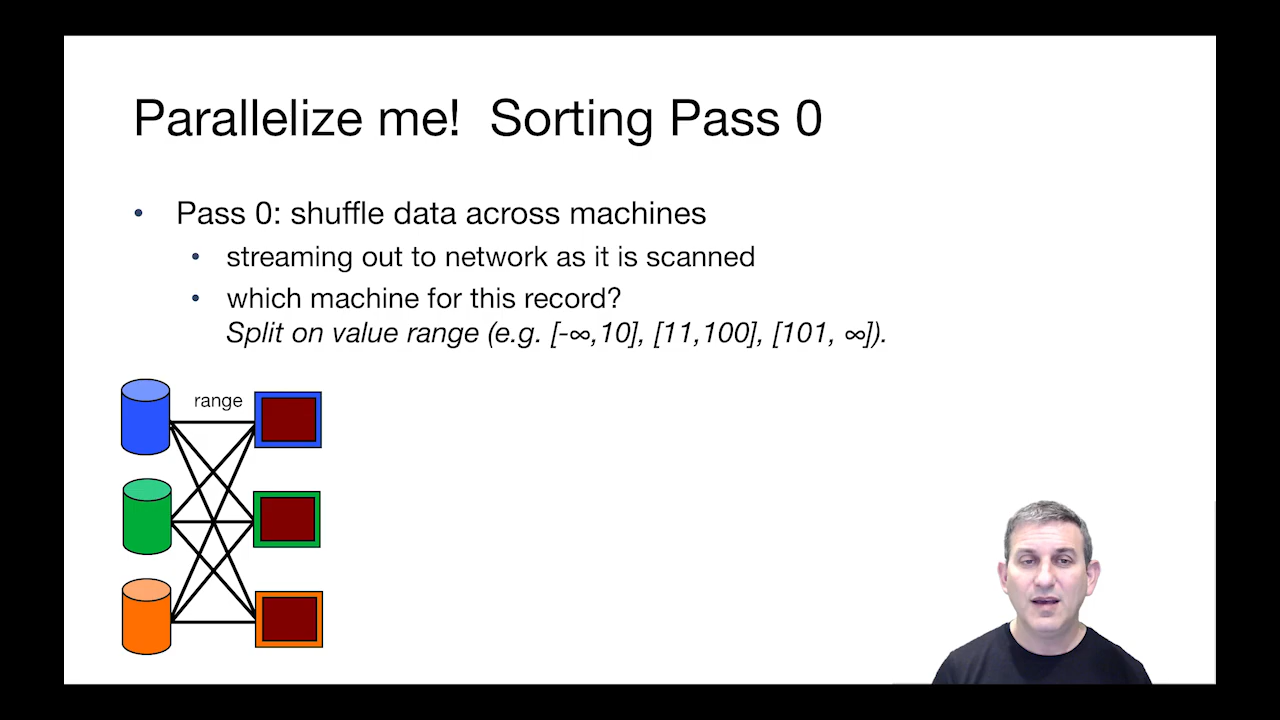 Parallelize me!  Sorting Pass 0
• Pass 0: shuffle data across machines
• streaming out to network as it is scanned
• which machine for this record?
Split on value range (e.g. [-∞,10], [11,100], [101, ∞]).
range